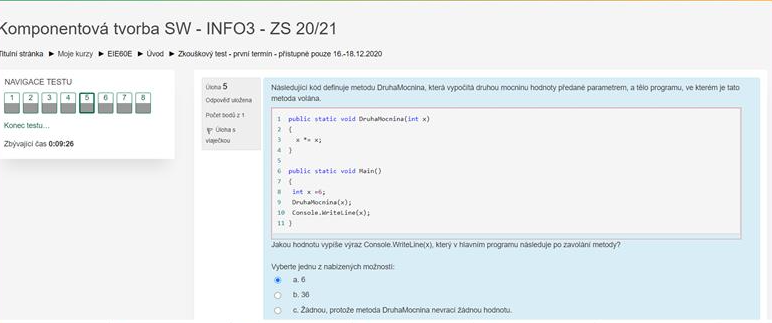 Komponentová tvorba SW - INFO3 - ZS 20/21
Titulní stránka ► Moje kurzy ► EIE60E ► Úvod ► Zkouškový test - první termín - přístupné pouze 16.-18.12.2020
NAVIGACE TESTU
1 2 3 4 5 6 7 8
Konec testu...
Zbývající čas 0:09:26
Úloha 5
Odpověď uložena
Počet bodů z 1
Úloha s
vlaječkou
Následující kód definuje metodu DruhaMocnina, která vypočítá druhou mocninu hodnoty předané parametrem, a tělo programu, ve kterém je tato
metoda volána.
1 public static void DruhaMocnina(int x)
2 {
3 x *= x;
4 }
5
6 public static void Main()
7 {
8 int x =6;
9 DruhaMocnina(x);
10 Console.WriteLine(x);
11 }
Jakou hodnotu vypíše výraz Console.WriteLine(x), který v hlavním programu následuje po zavolání metody?
Vyberte jednu z nabízených možností:
a. 6
b. 36
c. Žádnou, protože metoda DruhaMocnina nevrací žádnou hodnotu.